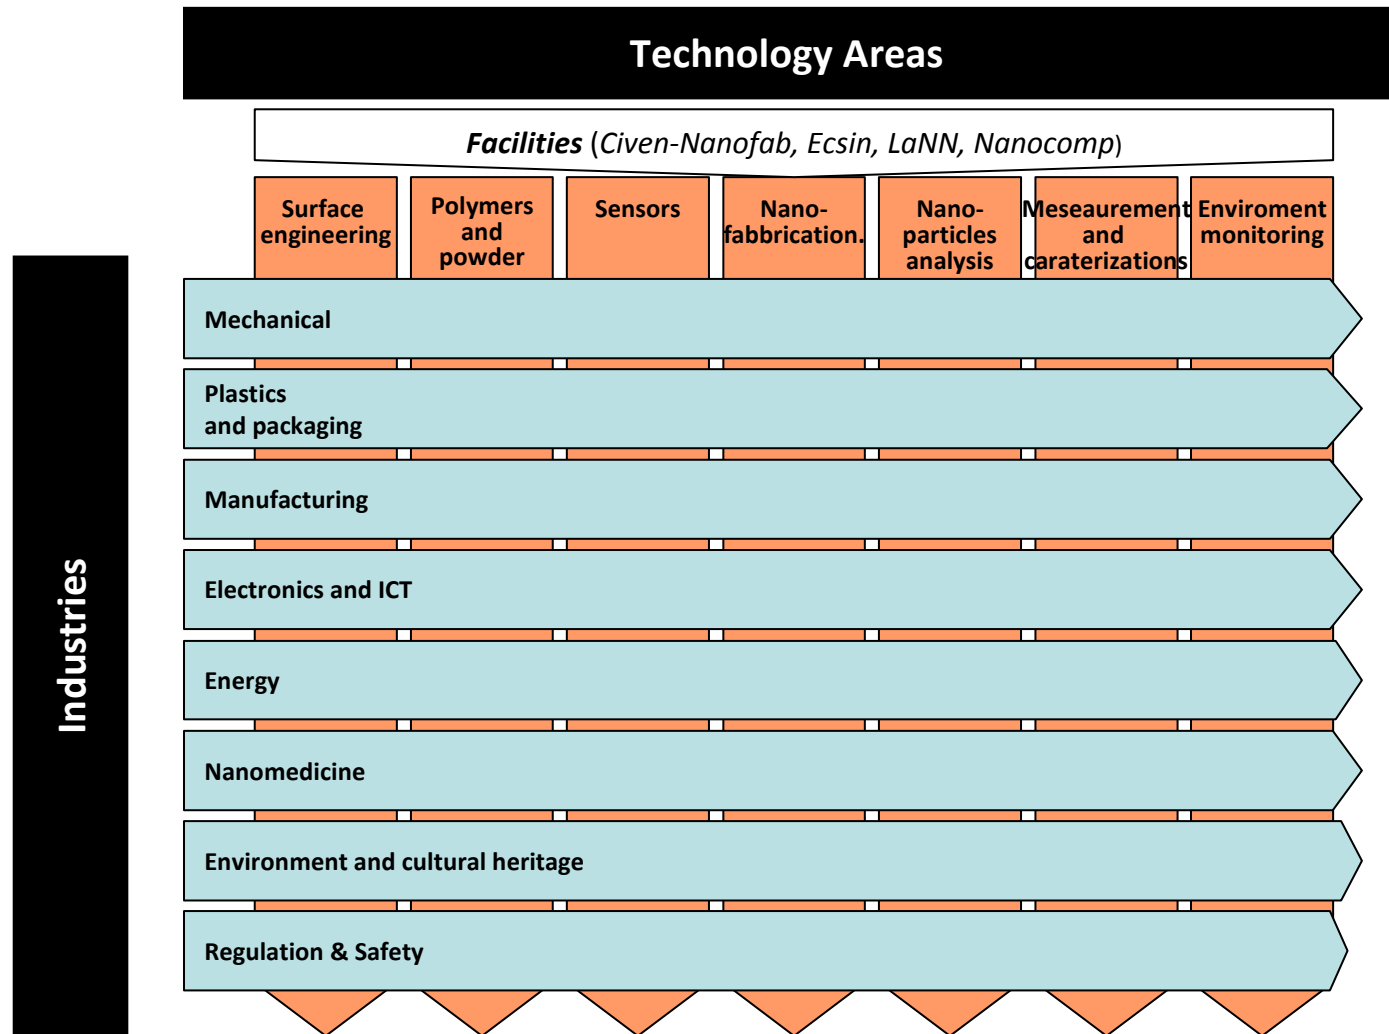 Technology Areas
Facilities (Civen-Nanofab, Ecsin, LaNN, Nanocomp)
Surface
engineering
Polymers
and
powder
Sensors
Nano-
fabbrication.
Nano-
particles
analysis
Meseaurement
and
caraterizations
Enviroment
monitoring
Industries
Mechanical
Plastics
and packaging
Manufacturing
Electronics and ICT
Energy
Nanomedicine
Environment and cultural heritage
Regulation & Safety